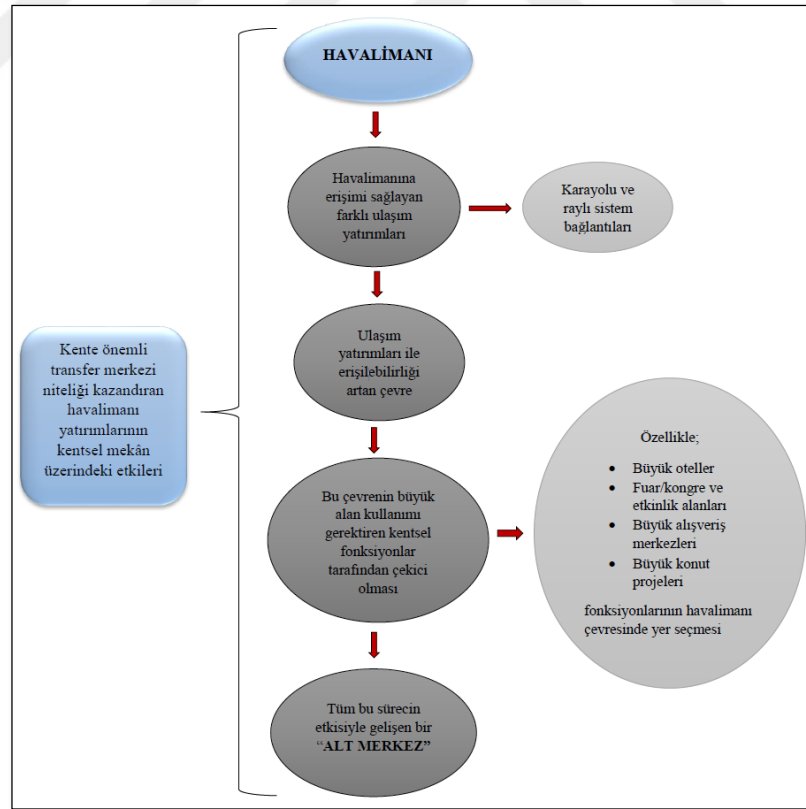 HAVALİMANI
Havalimanına
erişimi sağlayan
farklı ulaşım
yatırımları
Karayolu ve
raylı sistem
bağlantıları
Ulaşım
yatırımları ile
erişilebilirliği
artan çevre
Kente önemli
transfer merkezi
niteliği kazandıran
havalimanı
yatırımlarının
kentsel mekân
üzerindeki etkileri
Bu çevrenin büyük
alan kullanımı
gerektiren kentsel
fonksiyonlar
tarafından çekici
olması
Özellikle;
• Büyük oteller
• Fuar/kongre ve
etkinlik alanları
• Büyük alışveriş
merkezleri
• Büyük konut
projeleri
fonksiyonlarının havalimanı
çevresinde yer seçmesi
Tüm bu sürecin
etkisiyle gelişen bir
“ALT MERKEZ”